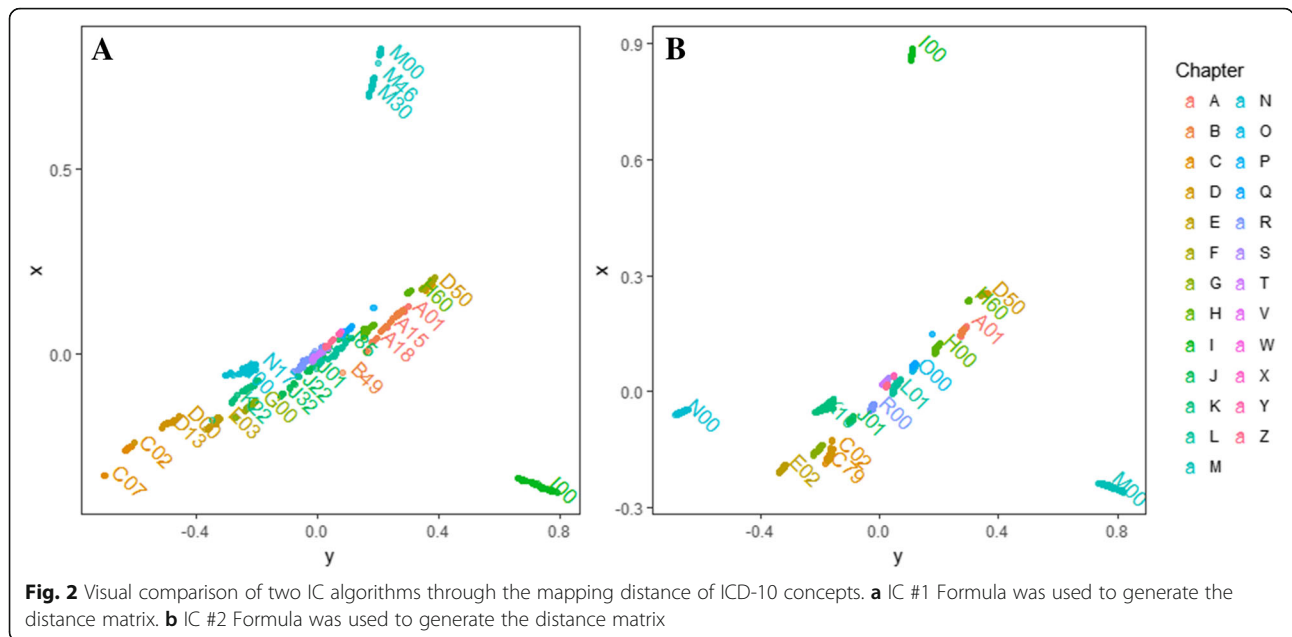 A
M00
M46
M30
0.5
x
D50
A01
A15
A18
B49
0.0
J01
J22
J32
G00
E03
D00
D13
C02
C07
I00
-0.4
0.0
0.4
0.8
y
B
I00
0.9
0.6
x
0.3
D50
H60
A01
H00
O00
L01
R00
J01
0.0
N00
C02
C79
E02
M00
-0.3
-0.4
0.0
0.4
0.8
y
Chapter
a A a N
a B a O
a C a P
a D a Q
a E a R
a F a S
a G a T
a H a V
a I a W
a J a X
a K a Y
a L a Z
a M
Fig. 2 Visual comparison of two IC algorithms through the mapping distance of ICD-10 concepts. a IC #1 Formula was used to generate the
distance matrix. b IC #2 Formula was used to generate the distance matrix